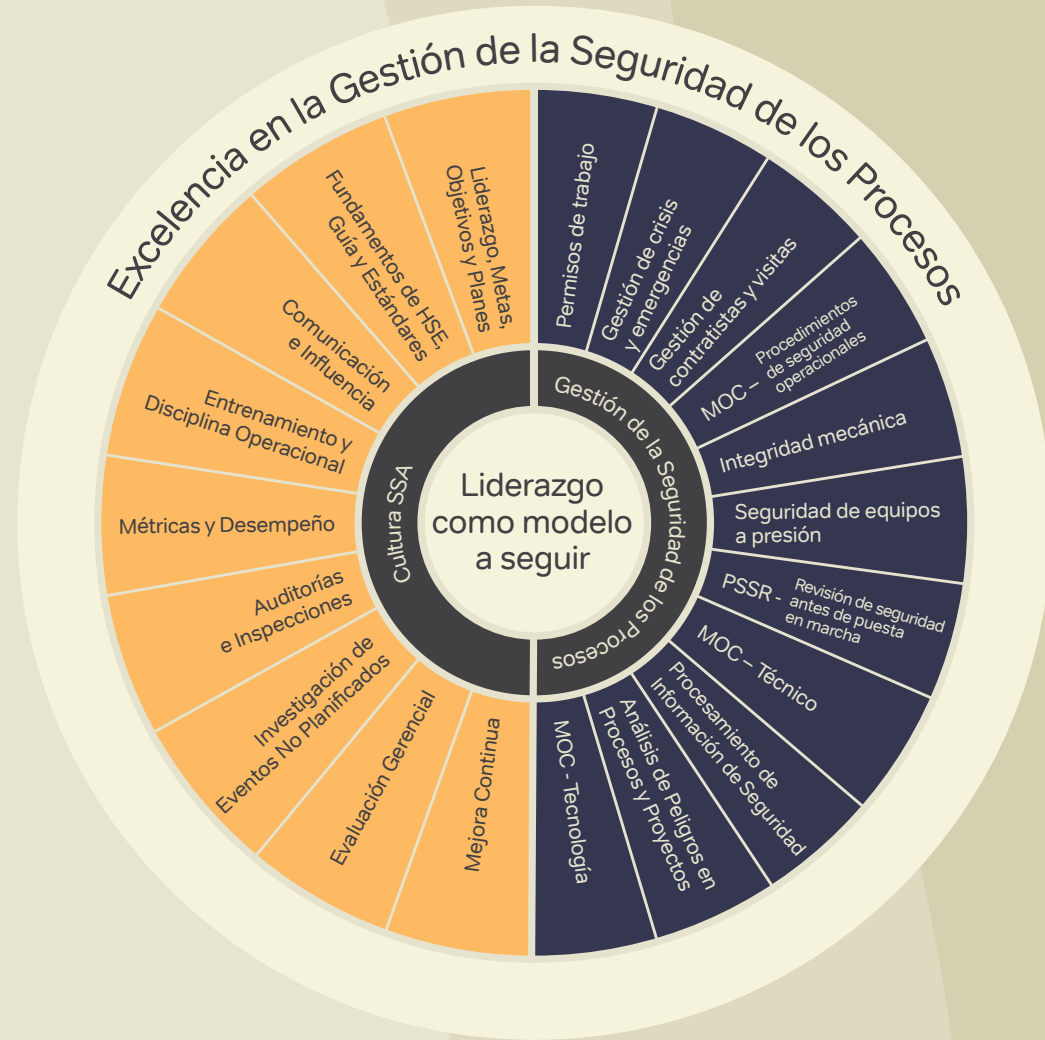 Excelencia en la Gestión de la Seguridad de los Procesos
Liderazgo, Metas,
Objetivos y Planes
Fundamentos de HSE,
Guía y Estándares
Comunicación
e Influencia
Entrenamiento y
Disciplina Operacional
Métricas y Desempeño
Auditorías
e Inspecciones
Investigación de
Eventos No Planificados
Evaluación Gerencial
Mejora Continua
Permisos de trabajo
Gestión de crisis
y emergencias
Gestión de
contratistas y visitas
MOC – Procedimientos
de seguridad
operacionales
Integridad mecánica
Seguridad de equipos
a presión
PSSR - Revisión de seguridad
antes de puesta
en marcha
MOC – Técnico
Procesamiento de
Información de Seguridad
Análisis de Peligros en
Procesos y Proyectos
MOC - Tecnología
Cultura SSA
Gestión de la Seguridad de los Procesos
Liderazgo
como modelo
a seguir